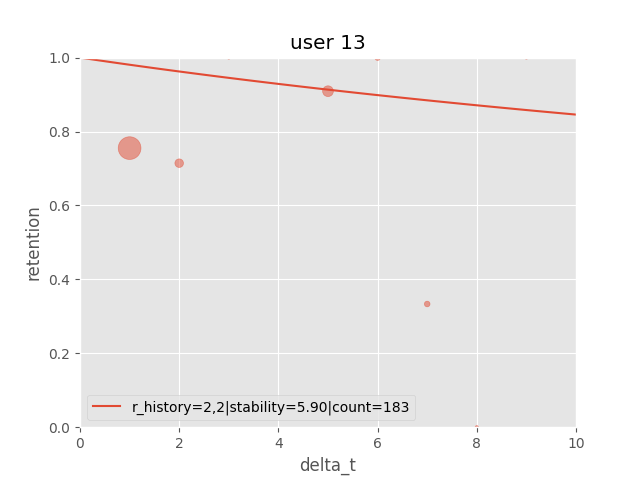 user 13
retention
1.0
0.8
0.6
0.4
0.2
0.0
r_history=2,2|stability=5.90|count=183
0 2 4 6 8 10
delta_t